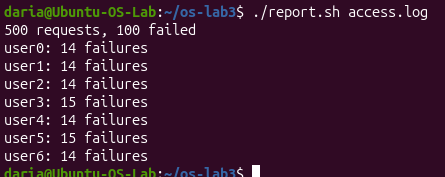 daria@Ubuntu-OS-Lab:~/os-lab3$ ./report.sh access.log
500 requests, 100 failed
user0: 14 failures
user1: 14 failures
user2: 14 failures
user3: 15 failures
user4: 14 failures
user5: 15 failures
user6: 14 failures
daria@Ubuntu-OS-Lab:~/os-lab3$